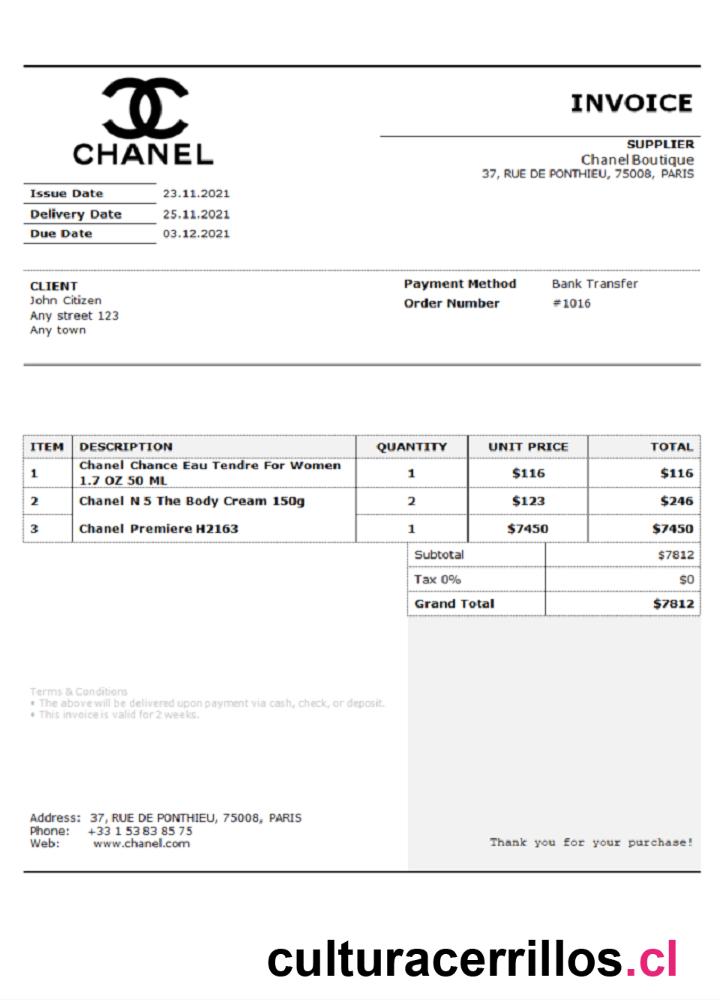 CHANEL
INVOICE
SUPPLIER
Chanel Boutique
37, RUE DE PONTHIEU, 75008, PARIS
Issue Date 23.11.2021
Delivery Date 25.11.2021
Due Date 03.12.2021
CLIENT
John Citizen
Any street 123
Any town
Payment Method Bank Transfer
Order Number #1016
ITEM DESCRIPTION QUANTITY UNIT PRICE TOTAL
1 Chanel Chance Eau Tendre For Women
1.7 OZ 50 ML 1 $116 $116
2 Chanel N 5 The Body Cream 150g 2 $123 $246
3 Chanel Premiere H2163 1 $7450 $7450
Subtotal $7812
Tax 0% $0
Grand Total $7812
Terms & Conditions
• The above will be delivered upon payment via cash, check, or deposit.
• This invoice is valid for 2 weeks.
Address: 37, RUE DE PONTHIEU, 75008, PARIS
Phone: +33 1 53 83 85 75
Web: www.chanel.com
Thank you for your purchase!
culturacerrillos.cl